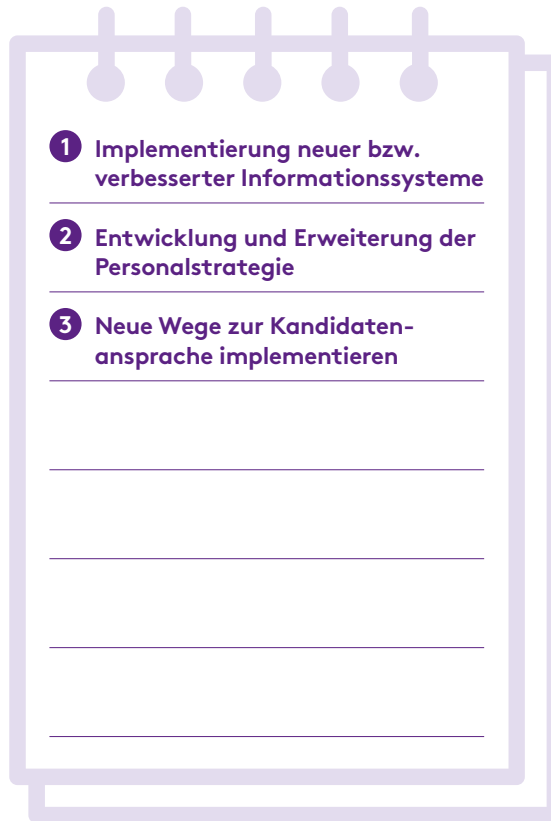 1 Implementierung neuer bzw.
verbesserter Informationssysteme
2 Entwicklung und Erweiterung der
Personalstrategie
3 Neue Wege zur Kandidaten-
ansprache implementieren